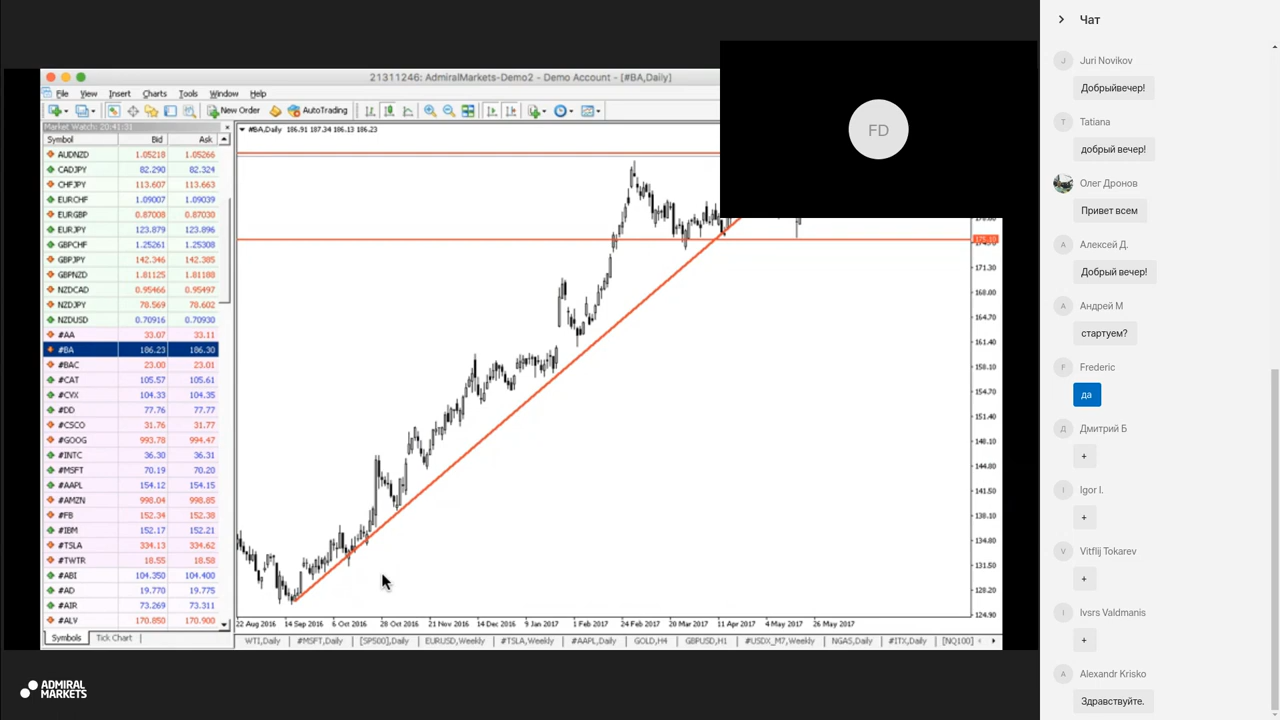 21311246: AdmiralMarkets-Demo2 - Demo Account - [#BA,Daily]
File View Insert Charts Tools Window Help
New Order AutoTrading
Market Watch: 20:41:31
Symbol Bid Ask
AUDNZD 1.05218 1.05266
CADJPY 82.290 82.324
CHFJPY 113.607 113.663
EURCHF 1.09007 1.09039
EURGBP 0.87008 0.87030
EURJPY 123.879 123.896
GBPCHF 1.25261 1.25308
GBPJPY 142.346 142.385
GBPNZD 1.81125 1.81188
NZDCAD 0.95466 0.95497
NZDJPY 78.569 78.602
NZDUSD 0.70916 0.70930
#AA 33.07 33.11
#BA 186.23 186.30
#BAC 23.00 23.01
#CAT 105.57 105.61
#CVX 104.33 104.35
#DD 77.76 77.77
#CSCO 31.76 31.77
#GOOG 993.78 994.47
#INTC 36.30 36.31
#MSFT 70.19 70.20
#AAPL 154.12 154.15
#AMZN 998.04 998.85
#FB 152.34 152.38
#IBM 152.17 152.21
#TSLA 334.13 334.62
#TWTR 18.55 18.58
#ABI 104.350 104.400
#AD 19.770 19.775
#AIR 73.269 73.311
#ALV 170.850 170.900
Symbols Tick Chart
#BA,Daily 186.91 187.34 186.13 186.23
FD
175.10
171.30
168.00
164.70
161.40
158.10
154.70
151.40
148.10
144.80
141.50
138.10
134.80
131.50
128.20
124.90
22 Aug 2016 14 Sep 2016 6 Oct 2016 28 Oct 2016 21 Nov 2016 14 Dec 2016 9 Jan 2017 1 Feb 2017 24 Feb 2017 20 Mar 2017 11 Apr 2017 4 May 2017 26 May 2017
WTI,Daily #MSFT,Daily [SP500],Daily EURUSD,Weekly #TSLA,Weekly #AAPL,Daily GOLD,H4 GBPUSD,H1 #USDX_M7,Weekly NGAS,Daily #ITX,Daily [NQ100]
ADMIRAL
MARKETS
Чат
J Juri Novikov
Добрыйвечер!
T Tatiana
добрый вечер!
Олег Дронов
Привет всем
А Алексей Д.
Добрый вечер!
А Андрей М
стартуем?
F Frederic
да
Д Дмитрий Б
+
I Igor I.
+
V Vitflij Tokarev
+
I Ivsrs Valdmanis
+
A Alexandr Krisko
Здравствуйте.